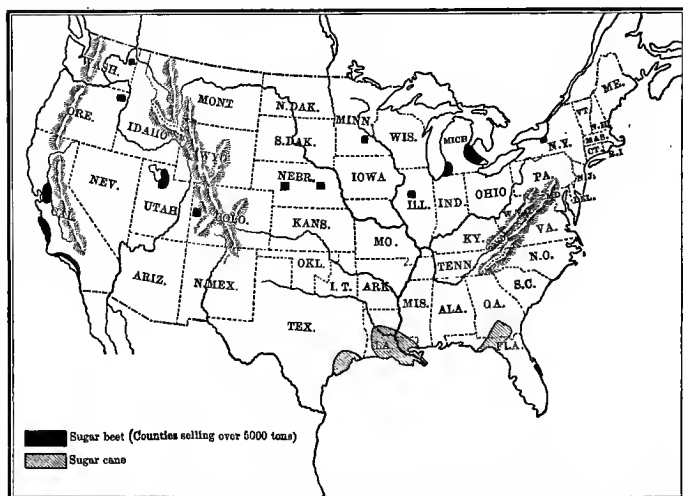 WASH.
ME.
MONT
N.DAK.
MINN.
VT.
ORE.
N.H.
IDAHO
WIS.
MICH
N.Y.
MAS.
S.DAK.
CT.
R.I
WYO
PA.
NEV.
NEBR.
IOWA
N.J.
UTAH
ILL.
IND.
OHIO
DEL.
CAL
COLO.
KANS.
MO.
KY.
VA.
ARIZ.
N.MEX.
OKL.
I.T.
ARK
TENN
N.C.
S.C.
MIS.
ALA.
GA.
TEX.
LA.
FLA.
Sugar beet (Counties selling over 5000 tons)
Sugar cane